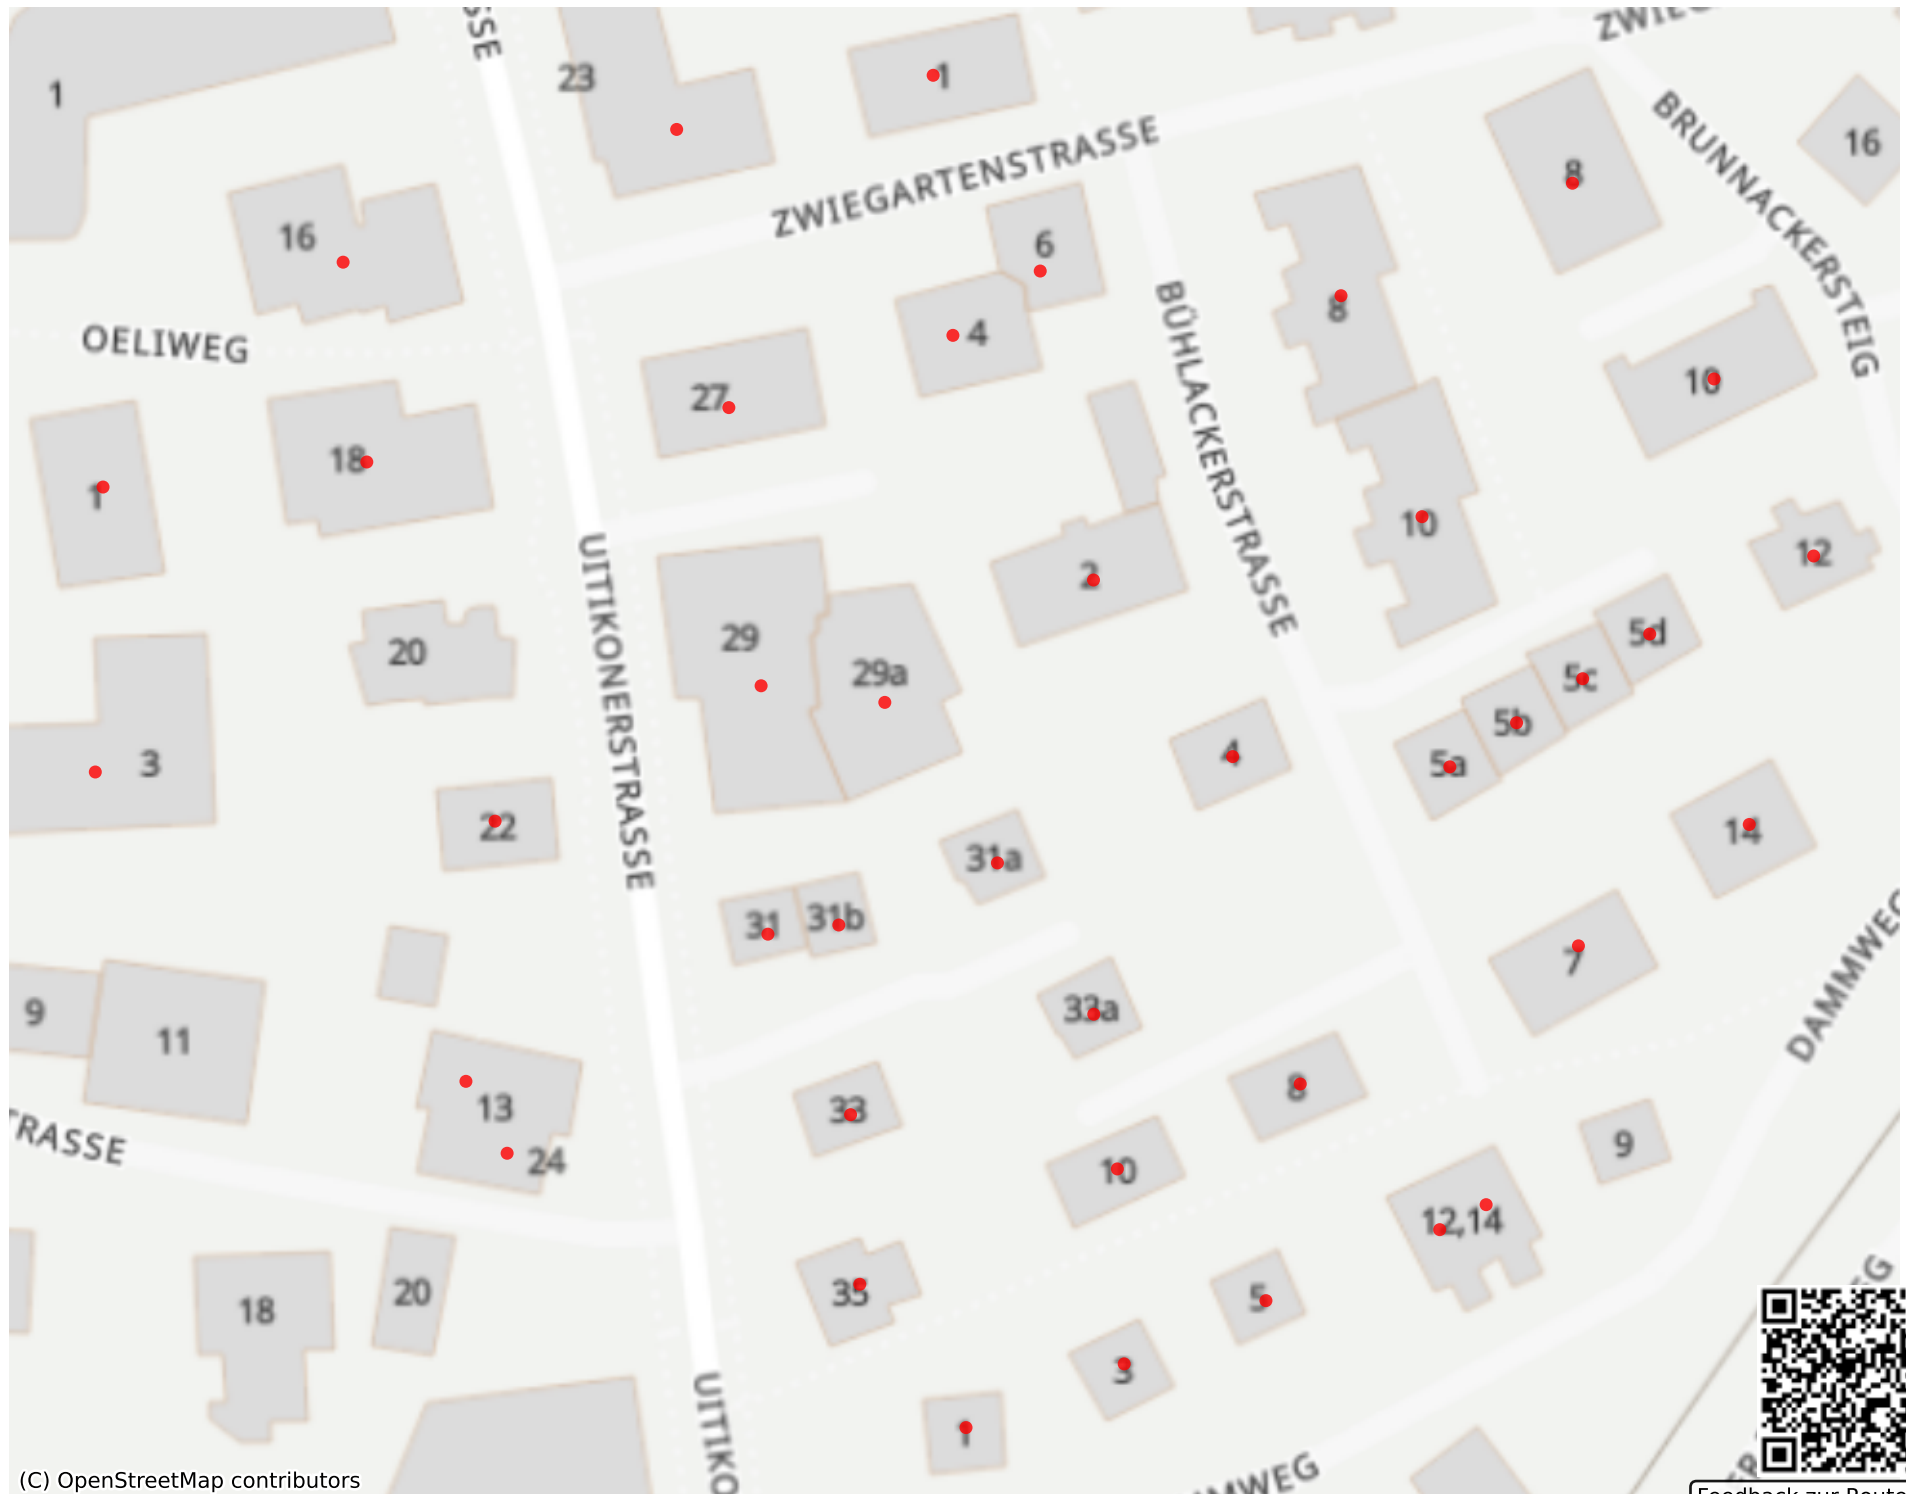 1
23
1
ZWIEGARTENSTRASSE
8
BRUNNACKERSTEIG
16
16
6
8
4
OELIWEG
BÜHLACKERSTRASSE
27
10
18
1
10
12
2
UITIKONERSTRASSE
20
29
29a
5d
5c
5b
5a
3
4
22
14
31a
31
31b
7
DAMMWEG
9
11
33a
13
24
33
8
10
9
12,14
TRASSE
18
20
35
5
3
1
(C) OpenStreetMap contributors